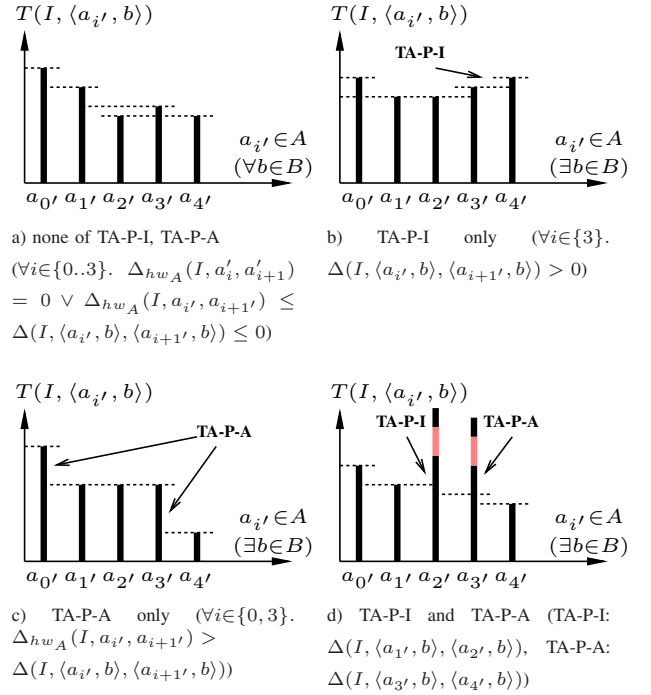 T(I, ⟨a_{i′}, b⟩)
a_{i′}∈A
(∀b∈B)
a_{0′} a_{1′} a_{2′} a_{3′} a_{4′}
a) none of TA-P-I, TA-P-A
(∀i∈{0..3}. Δ_{hw_A}(I, a′_i, a′_{i+1})
= 0 ∨ Δ_{hw_A}(I, a_{i′}, a_{i+1′}) ≤
Δ(I, ⟨a_{i′}, b⟩, ⟨a_{i+1′}, b⟩) ≤ 0)
T(I, ⟨a_{i′}, b⟩)
TA-P-I
a_{i′}∈A
(∃b∈B)
a_{0′} a_{1′} a_{2′} a_{3′} a_{4′}
b) TA-P-I only (∀i∈{3}.
Δ(I, ⟨a_{i′}, b⟩, ⟨a_{i+1′}, b⟩) > 0)
T(I, ⟨a_{i′}, b⟩)
TA-P-A
a_{i′}∈A
(∃b∈B)
a_{0′} a_{1′} a_{2′} a_{3′} a_{4′}
c) TA-P-A only (∀i∈{0, 3}.
Δ_{hw_A}(I, a_{i′}, a_{i+1′}) >
Δ(I, ⟨a_{i′}, b⟩, ⟨a_{i+1′}, b⟩))
T(I, ⟨a_{i′}, b⟩)
TA-P-I TA-P-A
a_{i′}∈A
(∃b∈B)
a_{0′} a_{1′} a_{2′} a_{3′} a_{4′}
d) TA-P-I and TA-P-A (TA-P-I:
Δ(I, ⟨a_{1′}, b⟩, ⟨a_{2′}, b⟩), TA-P-A:
Δ(I, ⟨a_{3′}, b⟩, ⟨a_{4′}, b⟩))